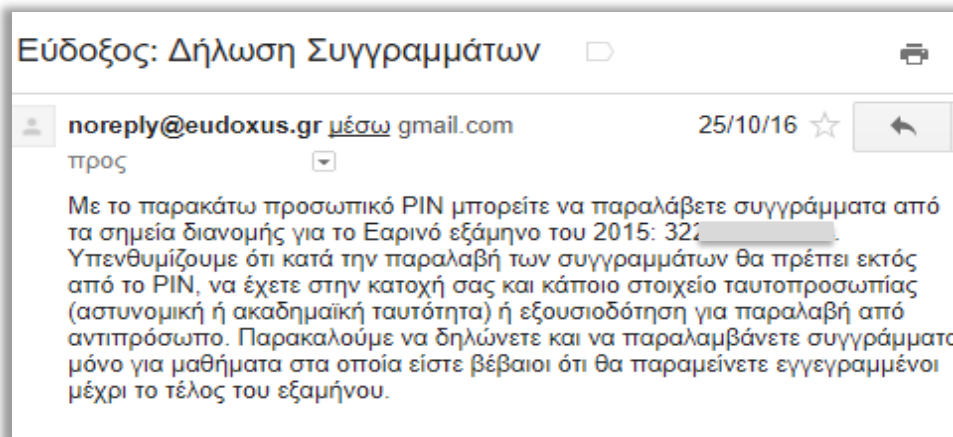 Εύδοξος: Δήλωση Συγγραμμάτων
noreply@eudoxus.gr μέσω gmail.com 25/10/16
προς
Με το παρακάτω προσωπικό PIN μπορείτε να παραλάβετε συγγράμματα από
τα σημεία διανομής για το Εαρινό εξάμηνο του 2015: 322
Υπενθυμίζουμε ότι κατά την παραλαβή των συγγραμμάτων θα πρέπει εκτός
από το PIN, να έχετε στην κατοχή σας και κάποιο στοιχείο ταυτοπροσωπίας
(αστυνομική ή ακαδημαϊκή ταυτότητα) ή εξουσιοδότηση για παραλαβή από
αντιπρόσωπο. Παρακαλούμε να δηλώνετε και να παραλαμβάνετε συγγράμματα
μόνο για μαθήματα στα οποία είστε βέβαιοι ότι θα παραμείνετε εγγεγραμμένοι
μέχρι το τέλος του εξαμήνου.